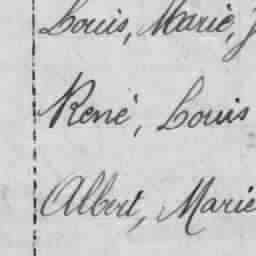 Louis, Marie, J
René, Louis
Albert, Marie